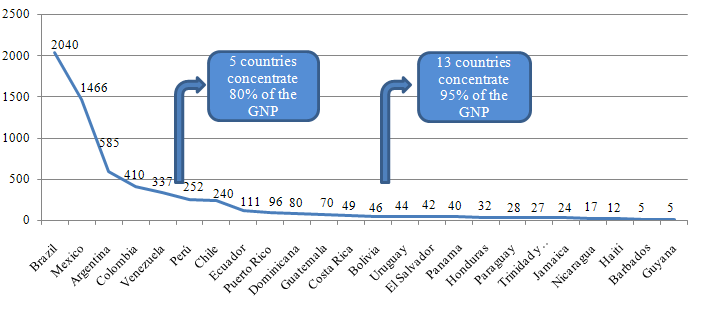 2500
2000
1500
1000
500
0
2040
1466
585
410
337
252
240
111
96
80
70
49
46
44
42
40
32
28
27
24
17
12
5
5
5 countries
concentrate
80% of the
GNP
13 countries
concentrate
95% of the
GNP
Brazil
Mexico
Argentina
Colombia
Venezuela
Perú
Chile
Ecuador
Puerto Rico
Dominicana
Guatemala
Costa Rica
Bolivia
Uruguay
El Salvador
Panama
Honduras
Paraguay
Trinidad y...
Jamaica
Nicaragua
Haiti
Barbados
Guyana